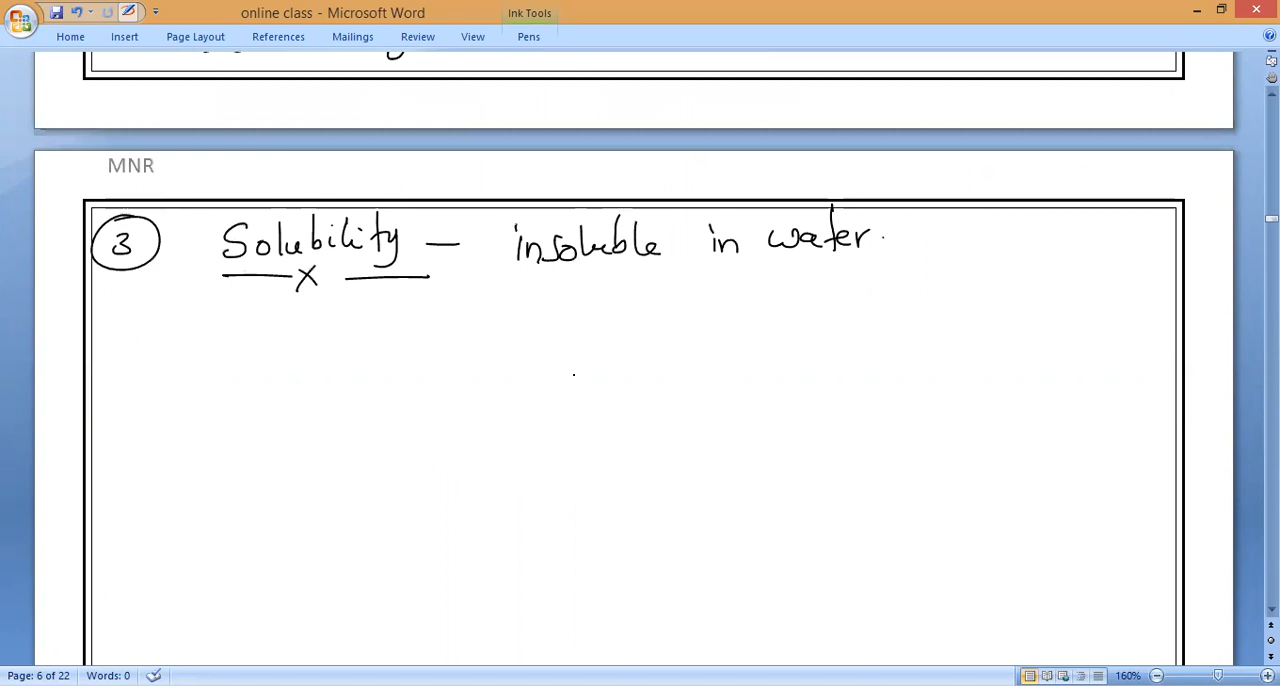 online class - Microsoft Word
Ink Tools
Home Insert Page Layout References Mailings Review View Pens
MNR
3 Solubility — insoluble in water.
Page: 6 of 22 Words: 0 160%